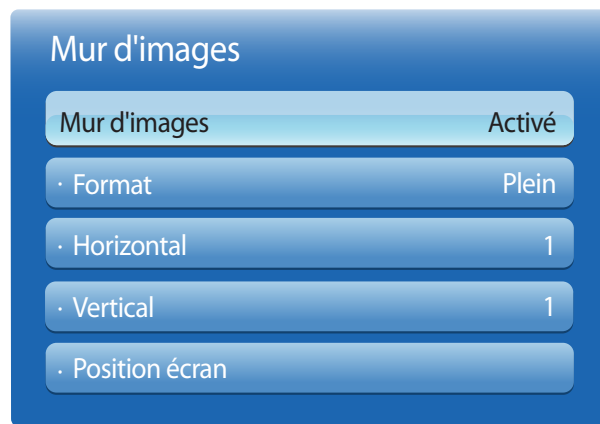 Mur d'images
Mur d'images Activé
· Format Plein
· Horizontal 1
· Vertical 1
· Position écran